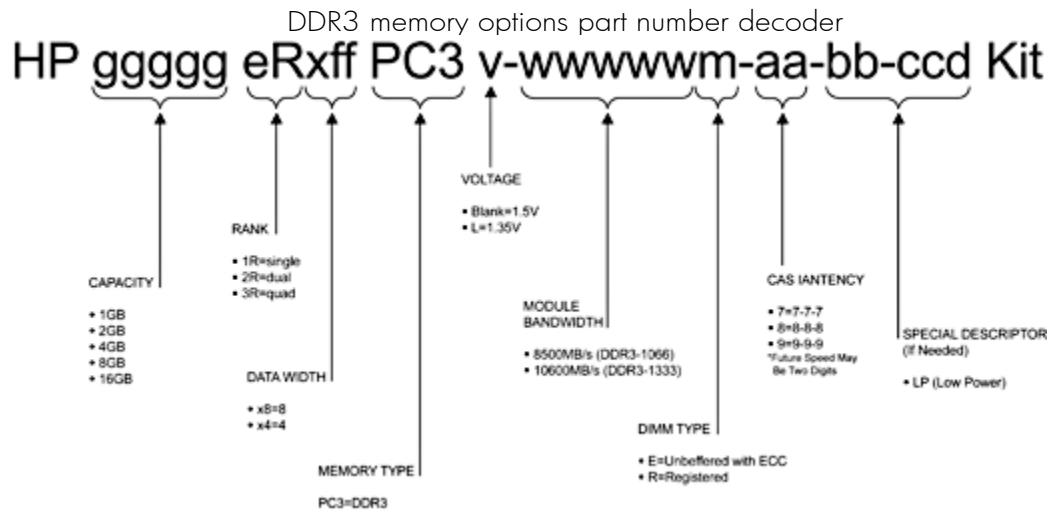 DDR3 memory options part number decoder
HP ggggg eRxff PC3 v-wwwwwm-aa-bb-ccd Kit
VOLTAGE
• Blank=1.5V
• L=1.35V
RANK
• 1R=single
• 2R=dual
• 3R=quad
CAPACITY
• 1GB
• 2GB
• 4GB
• 8GB
• 16GB
CAS IANTENCY
• 7=7-7-7
• 8=8-8-8
• 9=9-9-9
*Future Speed May
Be Two Digits
MODULE
BANDWIDTH
• 8500MB/s (DDR3-1066)
• 10600MB/s (DDR3-1333)
SPECIAL DESCRIPTOR
(If Needed)
• LP (Low Power)
DATA WIDTH
• x8=8
• x4=4
DIMM TYPE
• E=Unbeffered with ECC
• R=Registered
MEMORY TYPE
PC3=DDR3